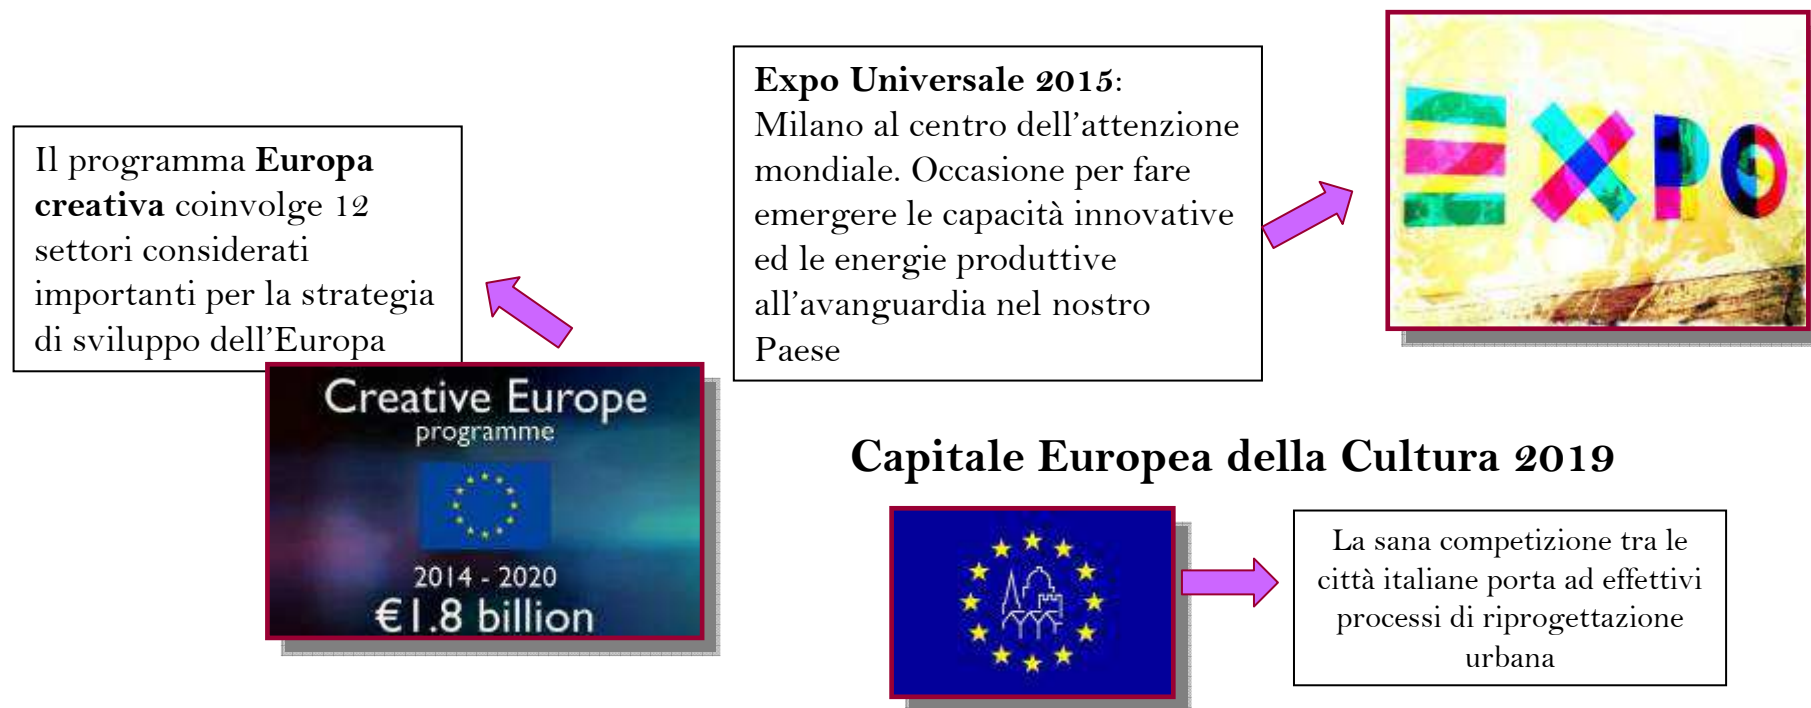 Il programma Europa
creativa coinvolge 12
settori considerati
importanti per la strategia
di sviluppo dell’Europa
Creative Europe
programme
2014 - 2020
€1.8 billion
Expo Universale 2015:
Milano al centro dell’attenzione
mondiale. Occasione per fare
emergere le capacità innovative
ed le energie produttive
all’avanguardia nel nostro
Paese
EXPO
Capitale Europea della Cultura 2019
La sana competizione tra le
città italiane porta ad effettivi
processi di riprogettazione
urbana